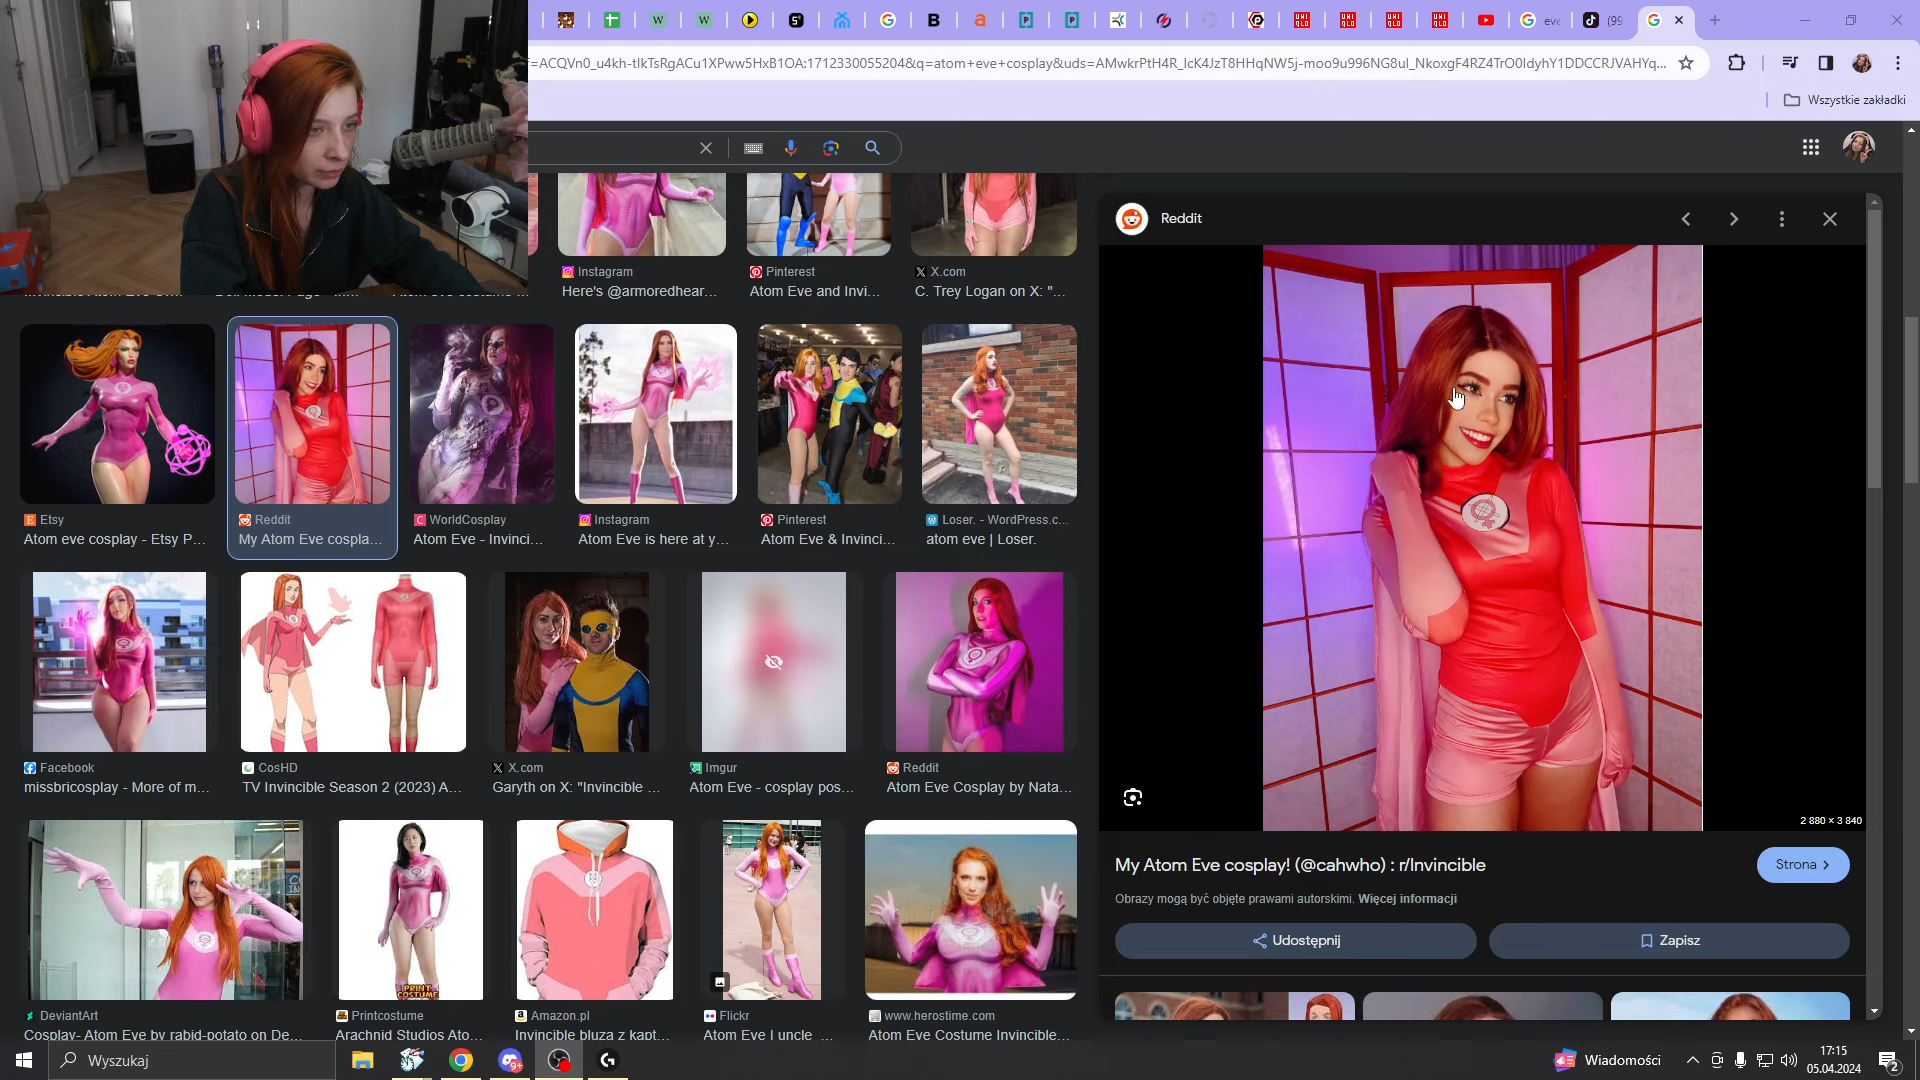 =ACQVn0_u4kh-tlkTsRgACu1XPww5HxB1OA:1712330055204&q=atom+eve+cosplay&uds=AMwkrPtH4R_lcK4JzT8HHqNW5j-moo9u996NG8ul_NkoxgF4RZ4TrO0ldyhY1DDCCRJVAHYq...
Wszystkie zakładki
Reddit
Instagram
Here's @armoredhear...
Pinterest
Atom Eve and Invi...
X.com
C. Trey Logan on X: "...
Etsy
Atom eve cosplay - Etsy P...
Reddit
My Atom Eve cospla...
WorldCosplay
Atom Eve - Invinci...
Instagram
Atom Eve is here at y...
Pinterest
Atom Eve & Invinci...
Loser. - WordPress.c...
atom eve | Loser.
Facebook
missbricosplay - More of m...
CosHD
TV Invincible Season 2 (2023) A...
X.com
Garyth on X: "Invincible ...
Imgur
Atom Eve - cosplay pos...
Reddit
Atom Eve Cosplay by Nata...
2 880 × 3 840
My Atom Eve cosplay! (@cahwho) : r/Invincible
Strona
Obrazy mogą być objęte prawami autorskimi. Więcej informacji
Udostępnij
Zapisz
PRINT
COSTUME
DeviantArt
Cosplay- Atom Eve by rabid-potato on De...
Printcostume
Arachnid Studios Ato...
Amazon.pl
Invincible bluza z kapt...
Flickr
Atom Eve I uncle ...
www.herostime.com
Atom Eve Costume Invincible...
Wyszukaj
Wiadomości
17:15
05.04.2024